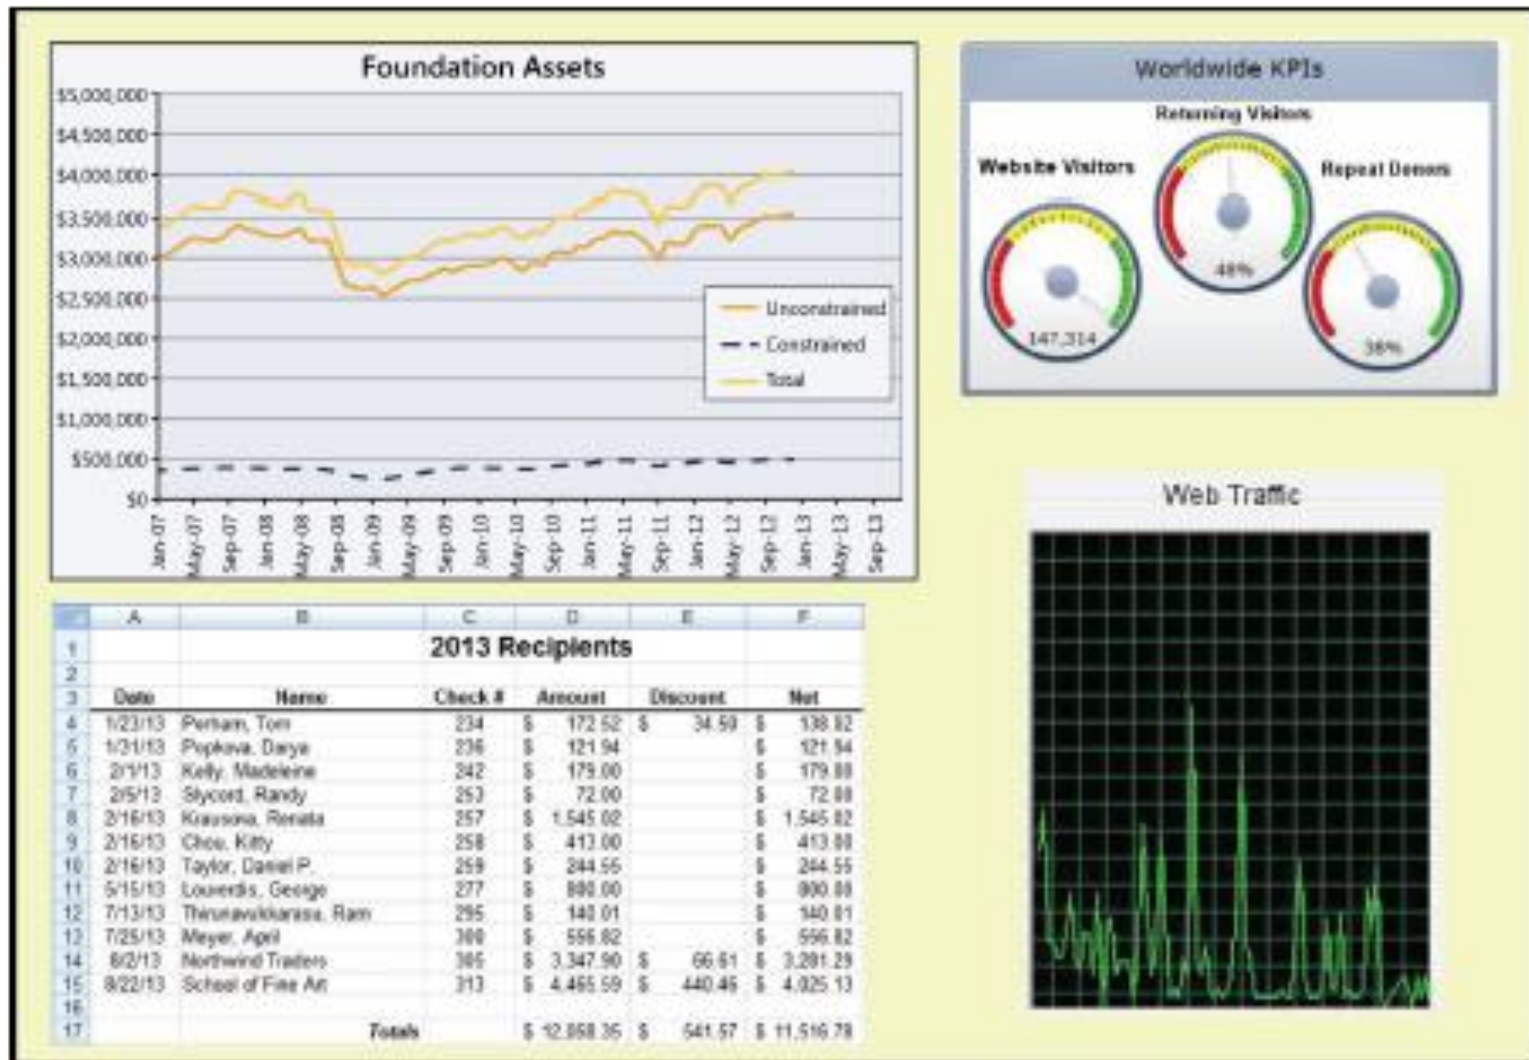 Foundation Assets
$5,000,000
$4,500,000
$4,000,000
$3,500,000
$3,000,000
$2,500,000
$2,000,000
$1,500,000
$1,000,000
$500,000
$0
Unconstrained
Constrained
Total
Jan-07 May-07 Sep-07 Jan-08 May-08 Sep-08 Jan-09 May-09 Sep-09 Jan-10 May-10 Sep-10 Jan-11 May-11 Sep-11 Jan-12 May-12 Sep-12 Jan-13 May-13 Sep-13
Worldwide KPIs
Returning Visitors
Website Visitors
Repeat Donors
48%
147,314
38%
Web Traffic
A B C D E F
1 2013 Recipients
2
3 Date Name Check # Amount Discount Net
4 1/23/13 Perham, Tom 234 $ 172.52 $ $
5 1/31/13 Popkova, Darya 236 $ 121.94 $ 121.94
6 2/1/13 Kelly, Madeleine 242 $ 179.00 $ 179.00
7 2/5/13 Slycord, Randy 253 $ 72.00 $ 72.00
8 2/16/13 Renata 257 $ 1,545.02 $ 1,545.02
9 2/16/13 Chou, Kitty 258 $ 413.00 $ 413.00
10 2/16/13 Taylor, Daniel P. 259 $ 244.55 $ 244.55
11 5/15/13 George 277 $ 800.00 $ 800.00
12 7/13/13 Ram 295 $ 140.01 $ 140.01
13 7/25/13 Meyer, April 300 $ 556.82 $ 556.82
14 8/2/13 Northwind Traders 305 $ 3,347.90 $ 66.61 $ 3,281.29
15 8/22/13 School of Fine Art 313 $ 4,465.59 $ 440.46 $ 4,025.13
16
17 Totals $ 12,058.35 $ 541.57 $ 11,516.78